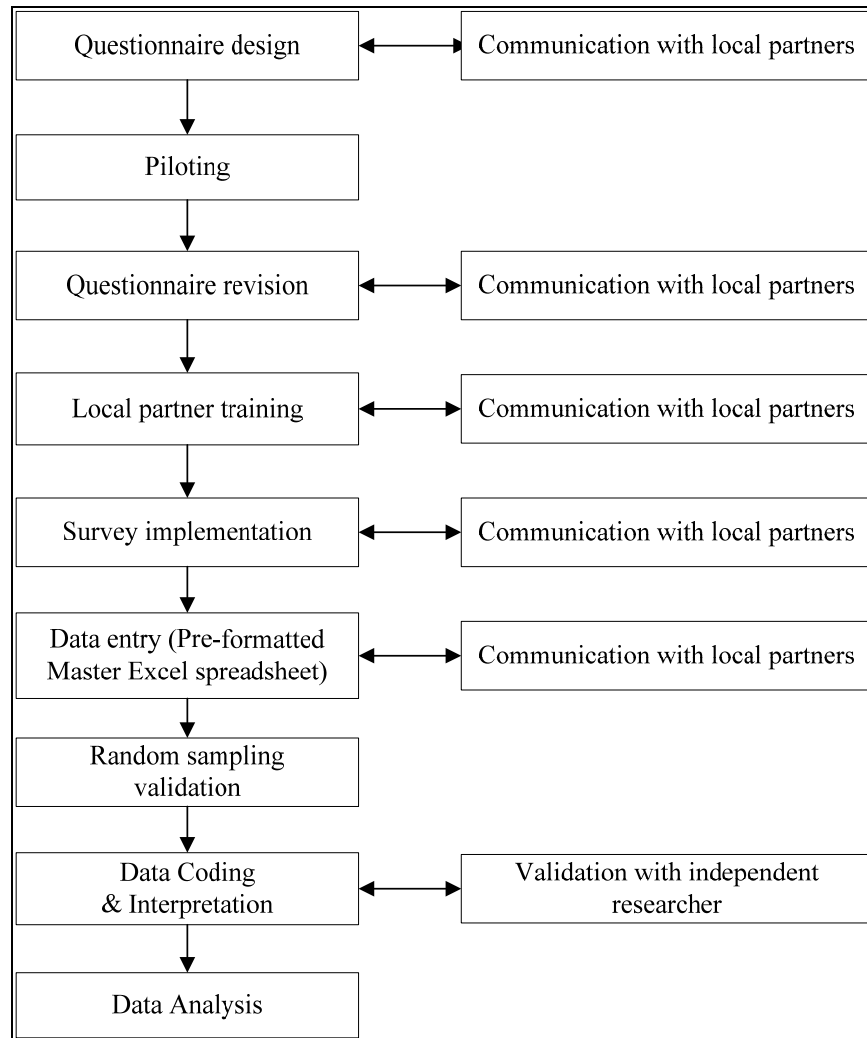 Questionnaire design
Communication with local partners
Piloting
Questionnaire revision
Communication with local partners
Local partner training
Communication with local partners
Survey implementation
Communication with local partners
Data entry (Pre-formatted
Master Excel spreadsheet)
Communication with local partners
Random sampling
validation
Data Coding
& Interpretation
Validation with independent
researcher
Data Analysis